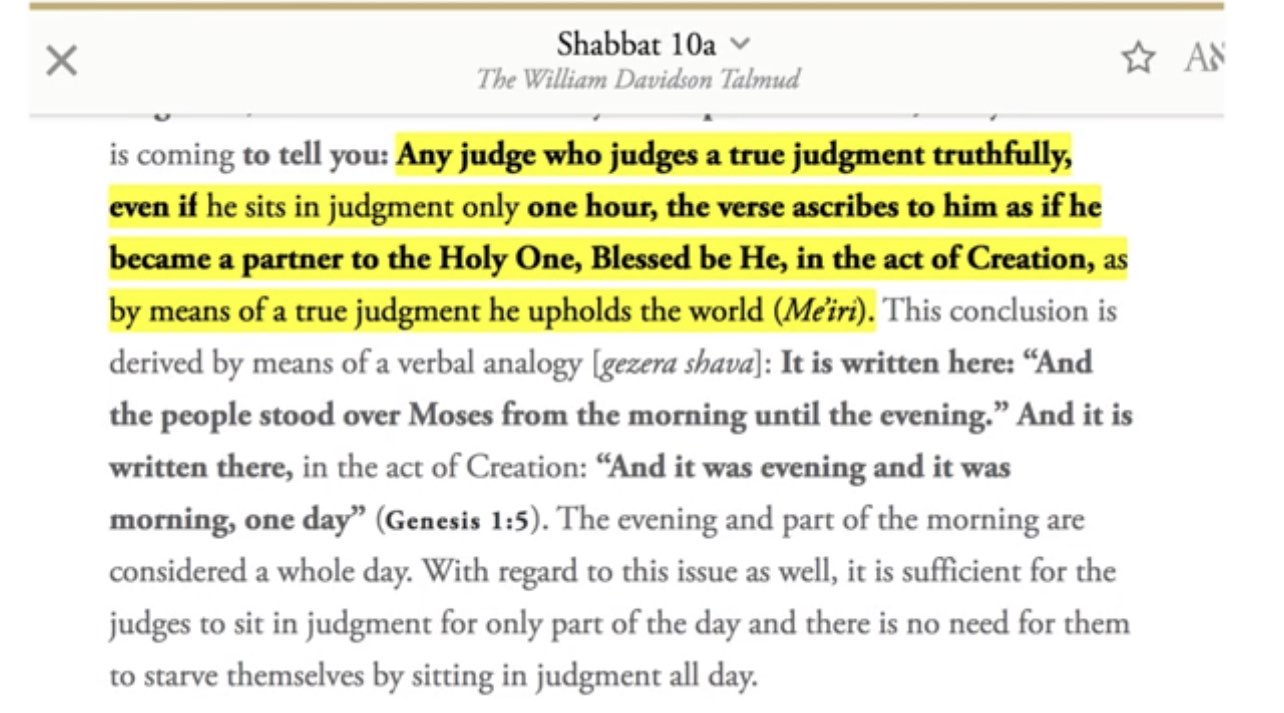 Shabbat 10a
The William Davidson Talmud
is coming to tell you: Any judge who judges a true judgment truthfully,
even if he sits in judgment only one hour, the verse ascribes to him as if he
became a partner to the Holy One, Blessed be He, in the act of Creation, as
by means of a true judgment he upholds the world (Me’iri). This conclusion is
derived by means of a verbal analogy [gezera shava]: It is written here: “And
the people stood over Moses from the morning until the evening.” And it is
written there, in the act of Creation: “And it was evening and it was
morning, one day” (Genesis 1:5). The evening and part of the morning are
considered a whole day. With regard to this issue as well, it is sufficient for the
judges to sit in judgment for only part of the day and there is no need for them
to starve themselves by sitting in judgment all day.